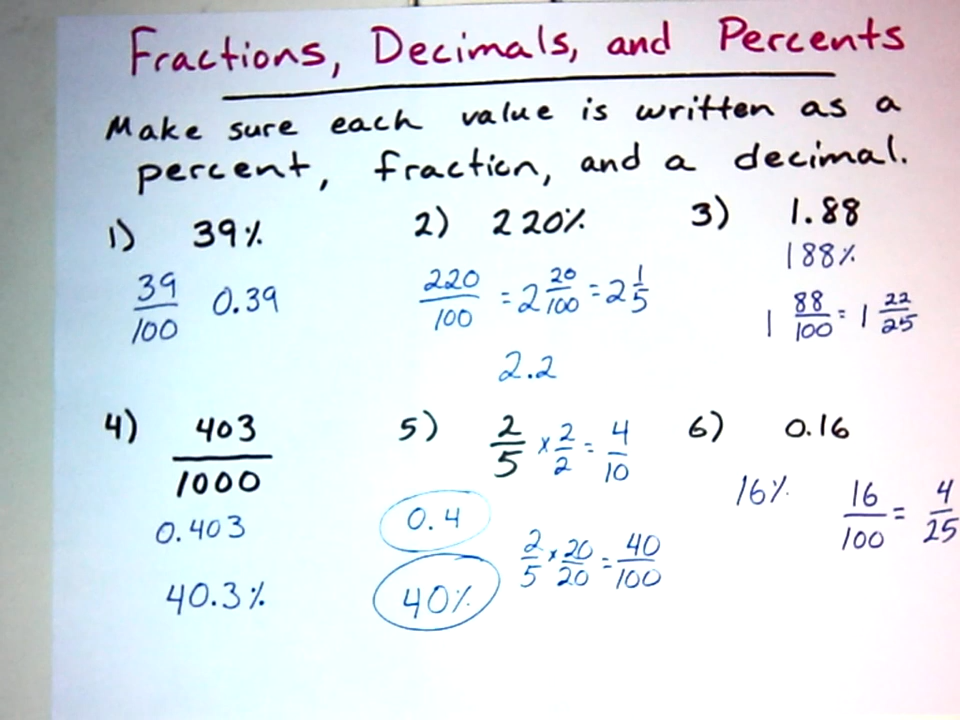 Fractions, Decimals, and Percents
Make sure each value is written as a
percent, fraction, and a decimal.
1) 39%
39/100 0.39
2) 220%
220/100 = 2 20/100 = 2 1/5
2.2
3) 1.88
188%
1 88/100 = 1 22/25
4) 403/1000
0.403
40.3%
5) 2/5 × 2/2 = 4/10
0.4
2/5 × 20/20 = 40/100
40%
6) 0.16
16% 16/100 = 4/25